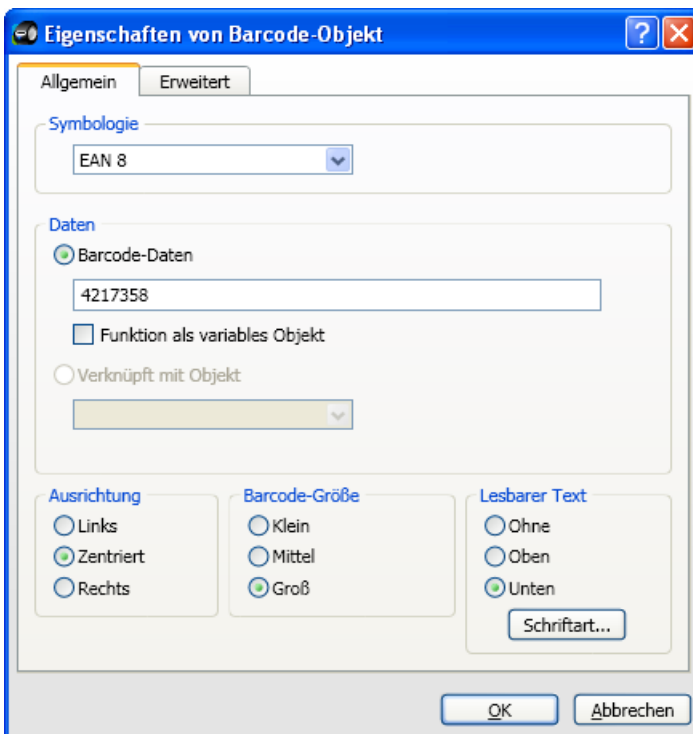 Eigenschaften von Barcode-Objekt
Allgemein Erweitert
Symbologie
EAN 8
Daten
Barcode-Daten
4217358
Funktion als variables Objekt
Verknüpft mit Objekt
Ausrichtung Barcode-Größe Lesbarer Text
Links Klein Ohne
Zentriert Mittel Oben
Rechts Groß Unten
Schriftart...
OK Abbrechen